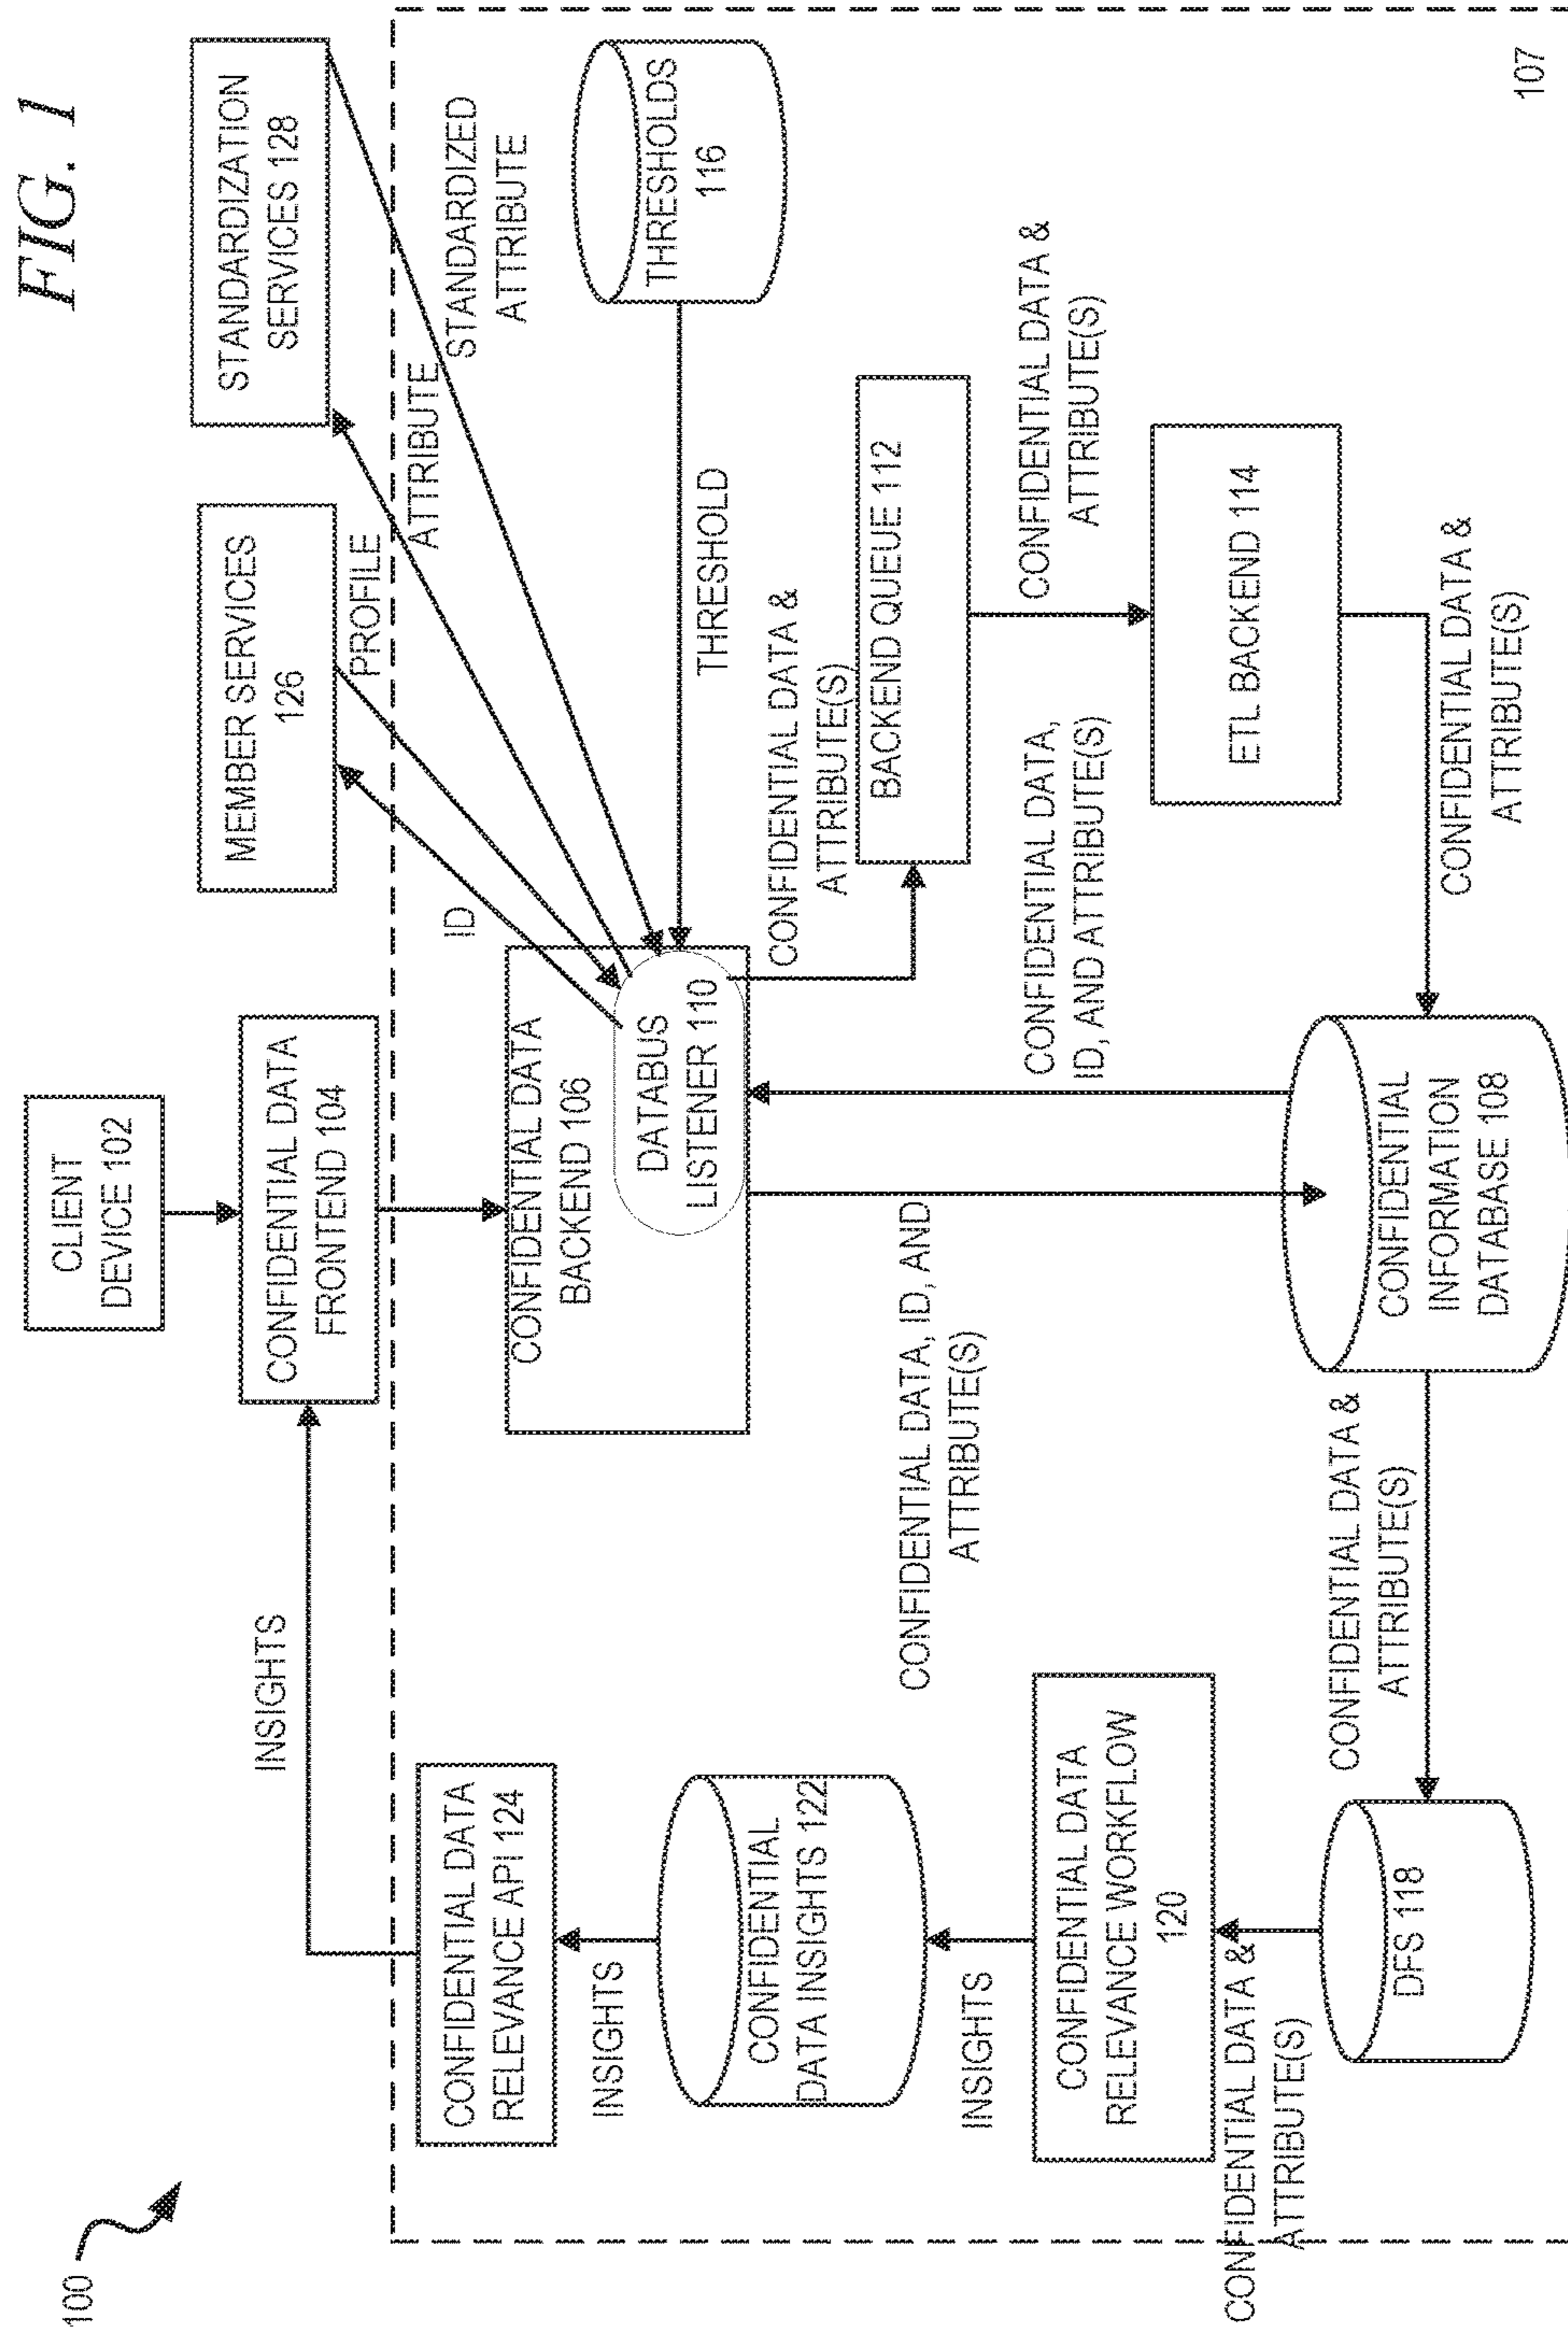 FIG. 1
100
CLIENT
DEVICE 102
INSIGHTS
CONFIDENTIAL DATA
FRONTEND 104
MEMBER SERVICES
126
STANDARDIZATION
SERVICES 128
PROFILE
ID
ATTRIBUTE
STANDARDIZED
ATTRIBUTE
CONFIDENTIAL DATA
RELEVANCE API 124
CONFIDENTIAL DATA
BACKEND 106
DATABUS
LISTENER 110
THRESHOLD
THRESHOLDS
116
INSIGHTS
CONFIDENTIAL
DATA INSIGHTS 122
CONFIDENTIAL DATA &
ATTRIBUTE(S)
BACKEND QUEUE 112
CONFIDENTIAL DATA, ID, AND
ATTRIBUTE(S)
CONFIDENTIAL DATA,
ID, AND ATTRIBUTE(S)
CONFIDENTIAL DATA &
ATTRIBUTE(S)
INSIGHTS
CONFIDENTIAL DATA
RELEVANCE WORKFLOW
120
ETL BACKEND 114
CONFIDENTIAL DATA &
ATTRIBUTE(S)
CONFIDENTIAL DATA &
ATTRIBUTE(S)
DFS 118
CONFIDENTIAL
INFORMATION
DATABASE 108
CONFIDENTIAL DATA &
ATTRIBUTE(S)
107